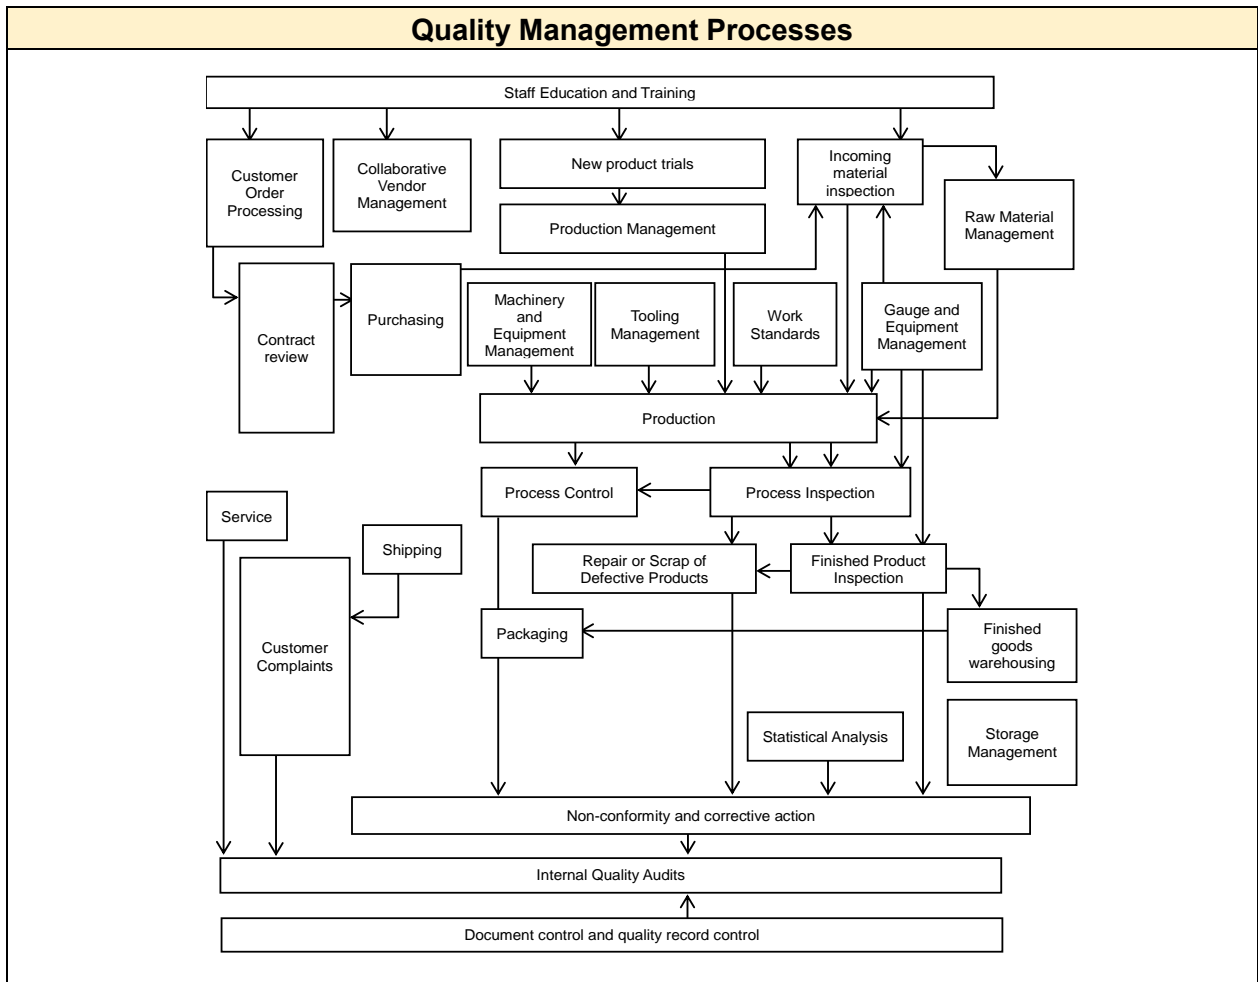 Quality Management Processes
Staff Education and Training
Customer
Order
Processing
Collaborative
Vendor
Management
New product trials
Incoming
material
inspection
Production Management
Raw Material
Management
Contract
review
Purchasing
Machinery
and
Equipment
Management
Tooling
Management
Work
Standards
Gauge and
Equipment
Management
Production
Process Control
Process Inspection
Service
Shipping
Repair or Scrap of
Defective Products
Finished Product
Inspection
Customer
Complaints
Packaging
Finished
goods
warehousing
Statistical Analysis
Storage
Management
Non-conformity and corrective action
Internal Quality Audits
Document control and quality record control